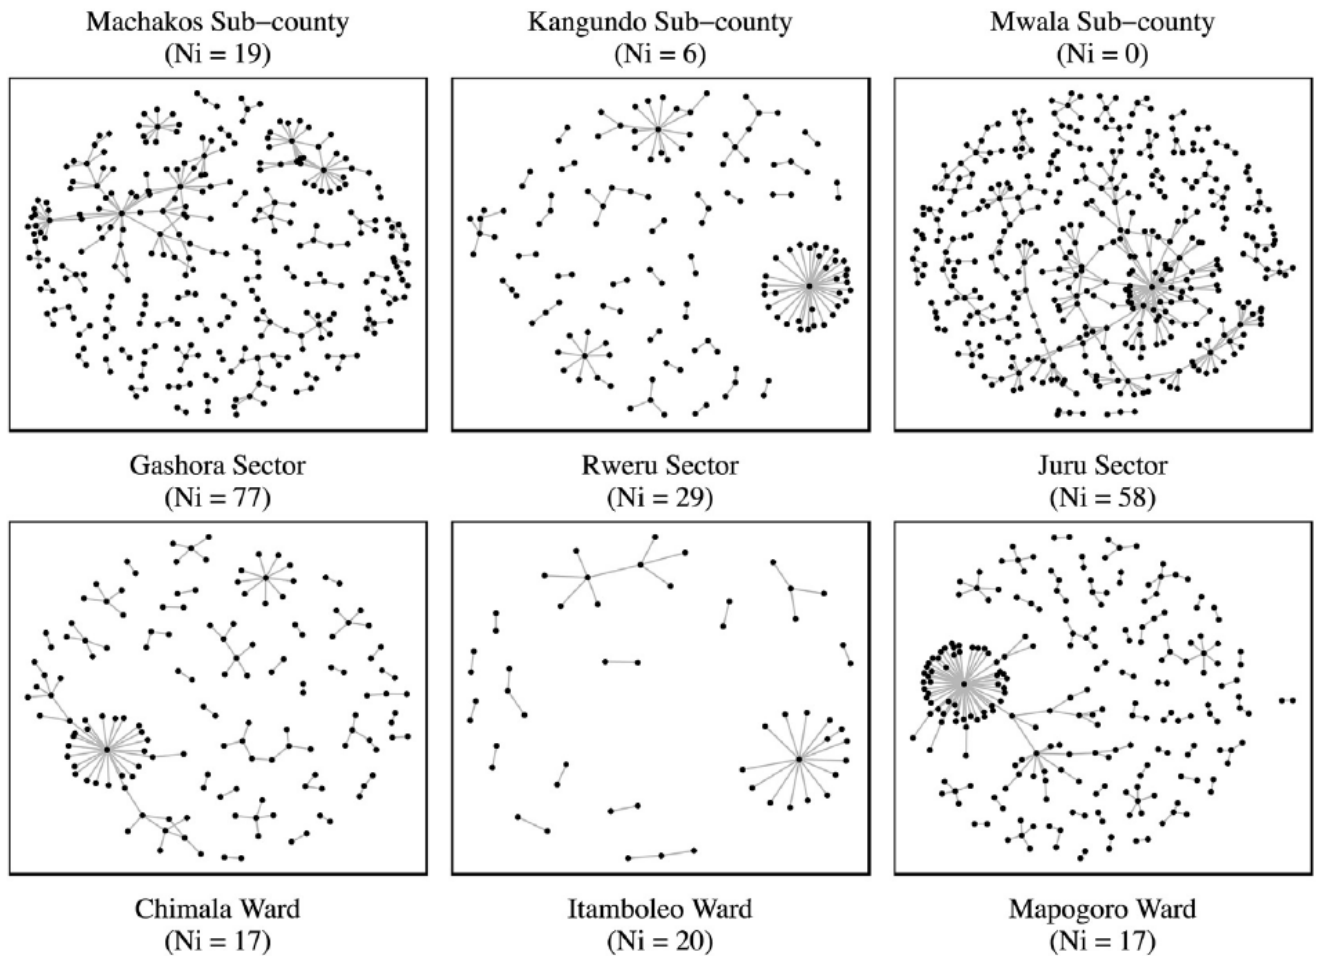 Machakos Sub−county
(Ni = 19)
Kangundo Sub−county
(Ni = 6)
Mwala Sub−county
(Ni = 0)
Gashora Sector
(Ni = 77)
Rweru Sector
(Ni = 29)
Juru Sector
(Ni = 58)
Chimala Ward
(Ni = 17)
Itamboleo Ward
(Ni = 20)
Mapogoro Ward
(Ni = 17)